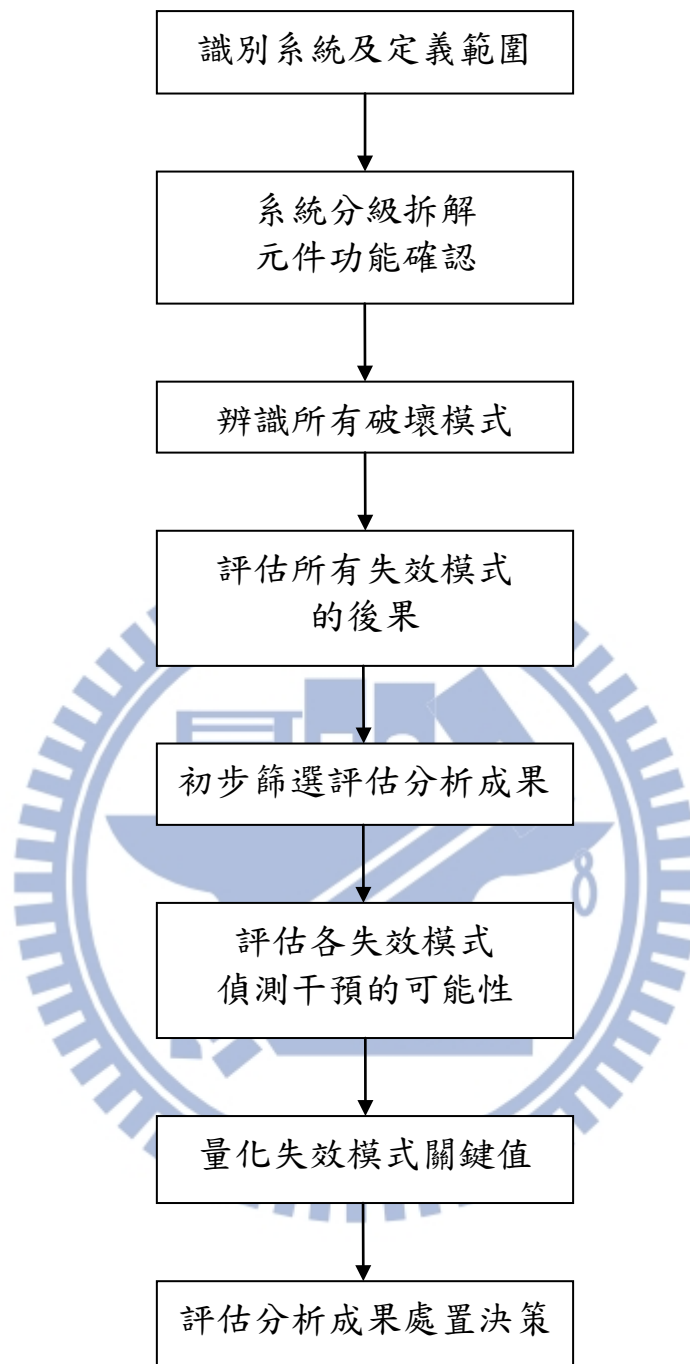 識別系統及定義範圍
系統分級拆解
元件功能確認
辨識所有破壞模式
評估所有失效模式
的後果
初步篩選評估分析成果
評估各失效模式
偵測干預的可能性
量化失效模式關鍵值
評估分析成果處置決策